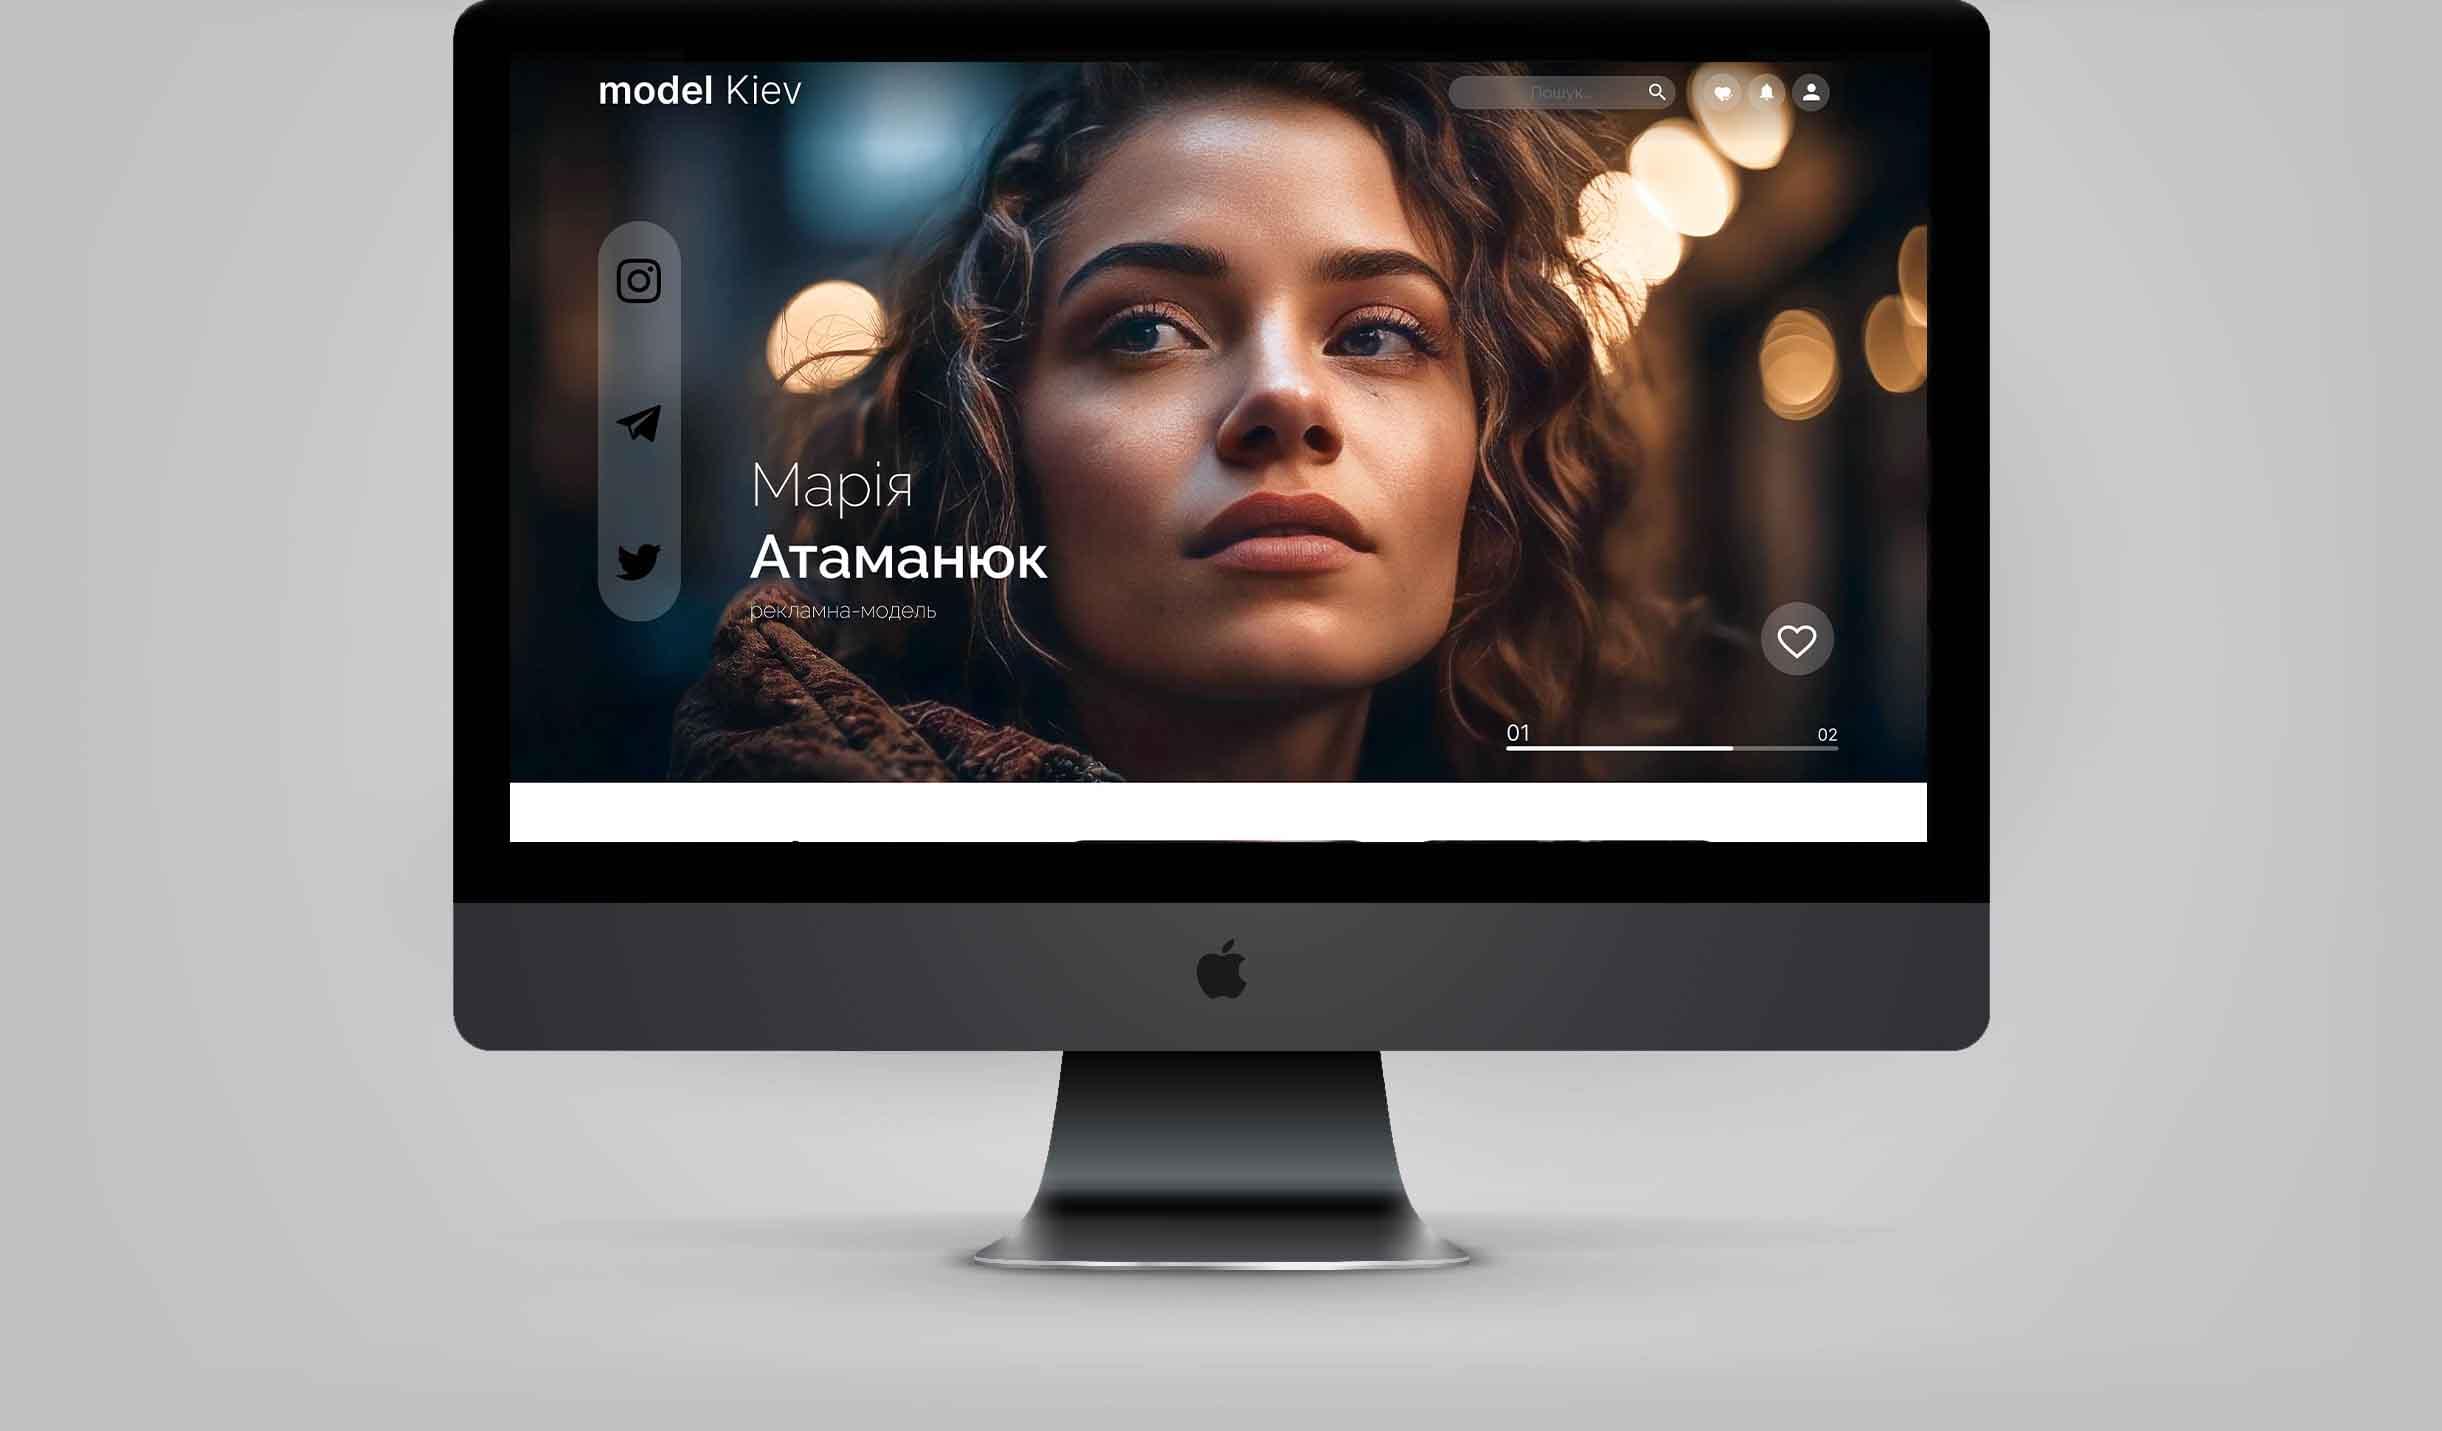 model Kiev
Пошук...
Марія
Атаманюк
рекламна-модель
01
02